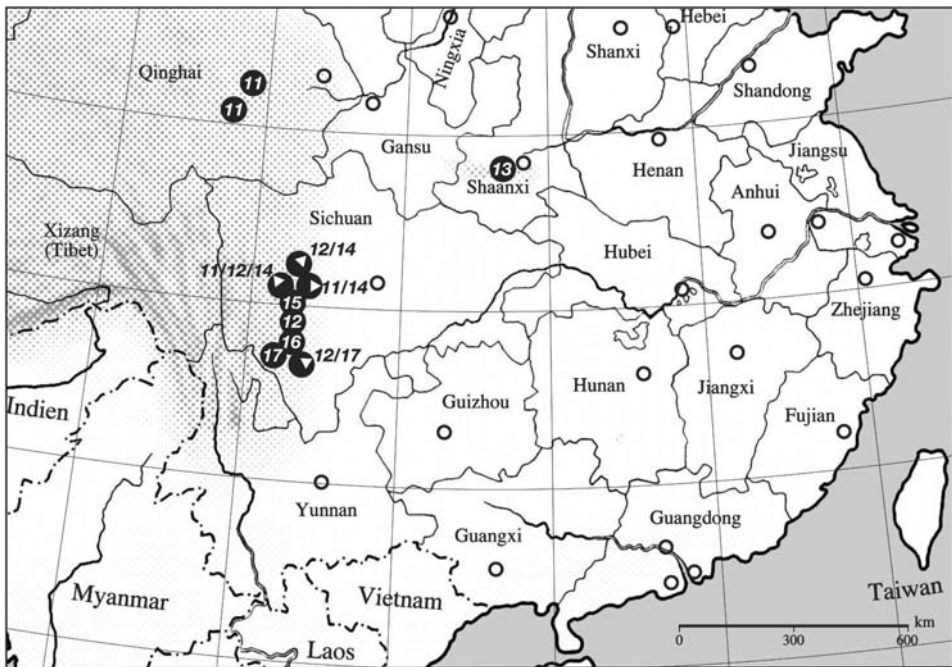 Hebei
Ningxia
Shanxi
Qinghai
11
11
Shandong
Gansu
13
Shaanxi
Henan
Jiangsu
Anhui
Sichuan
Xizang
(Tibet)
12/14
11/12/14
11/14
Hubei
15
12
Zhejiang
16
17
12/17
Indien
Guizhou
Hunan
Jiangxi
Fujian
Yunnan
Guangxi
Guangdong
Myanmar
Vietnam
Taiwan
Laos
km
0
300
600